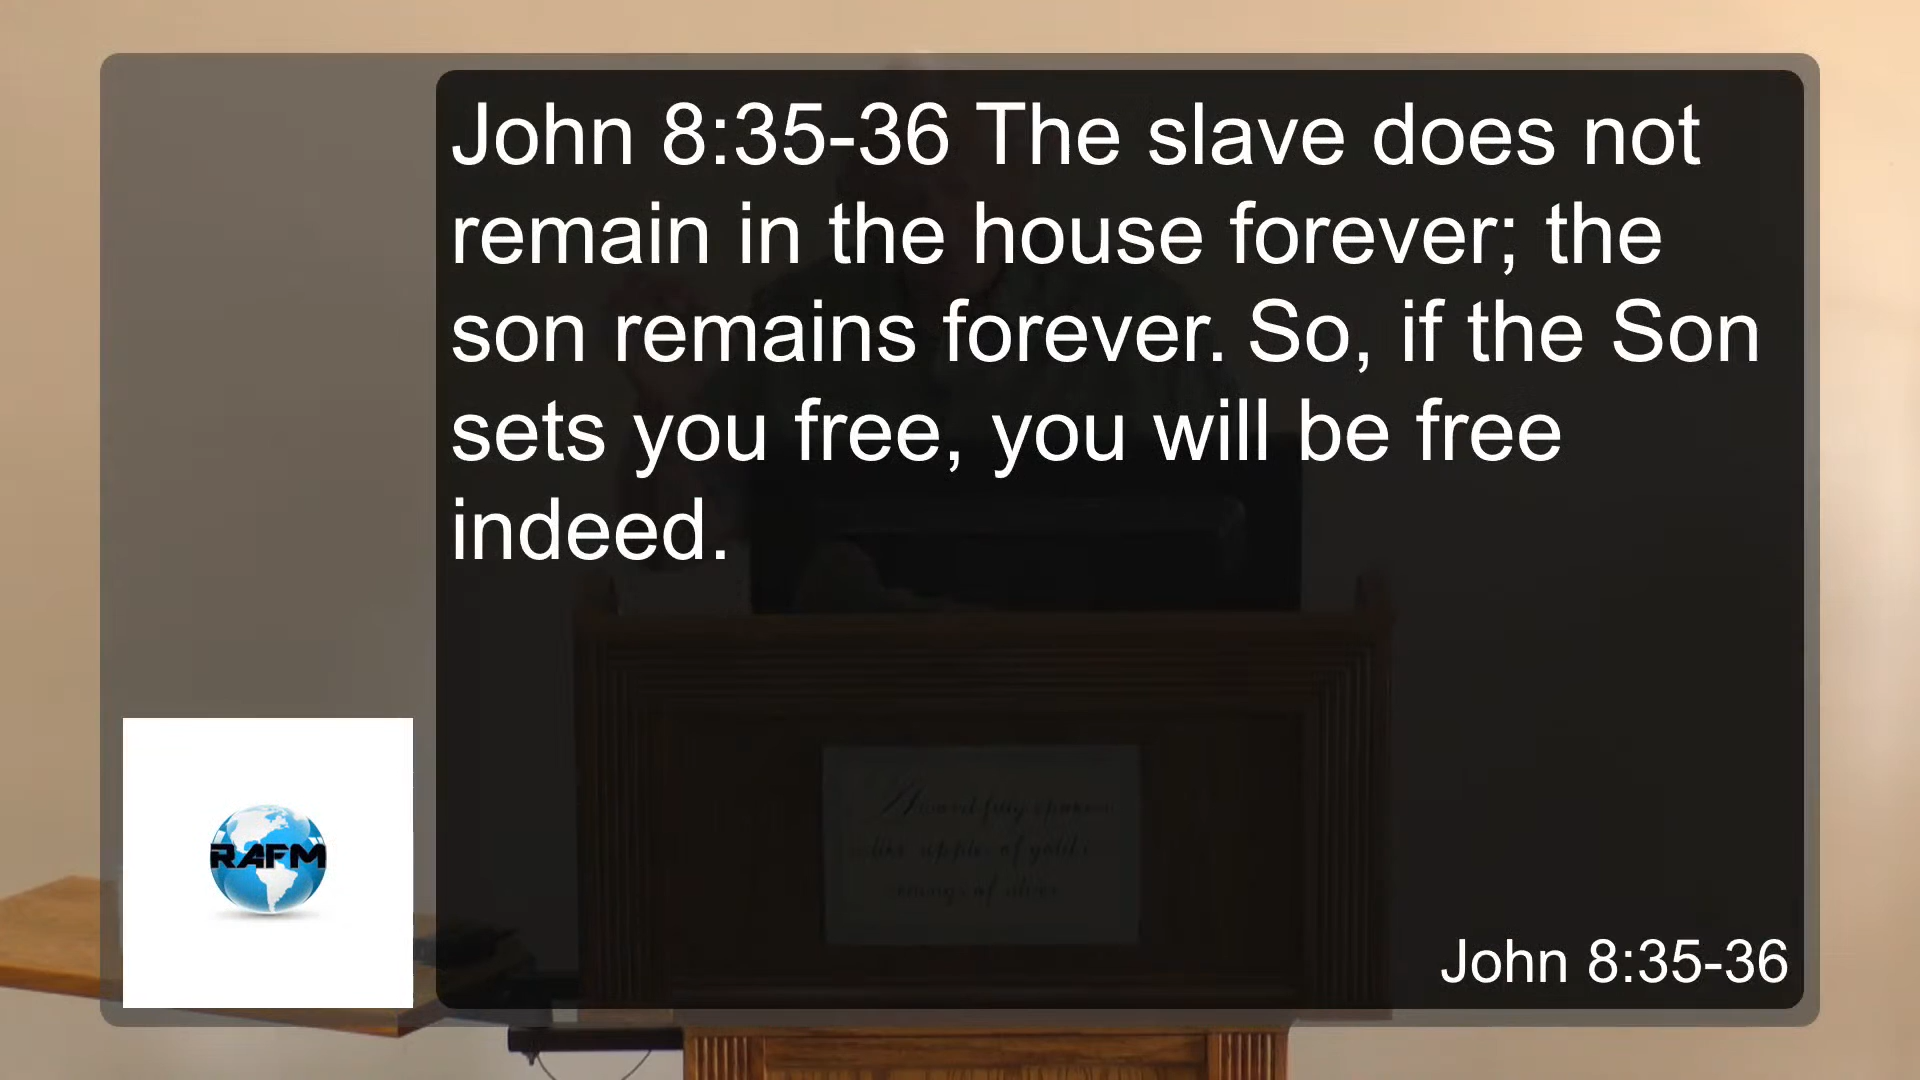 John 8:35-36 The slave does not
remain in the house forever; the
son remains forever. So, if the Son
sets you free, you will be free
indeed.
RAFM
John 8:35-36